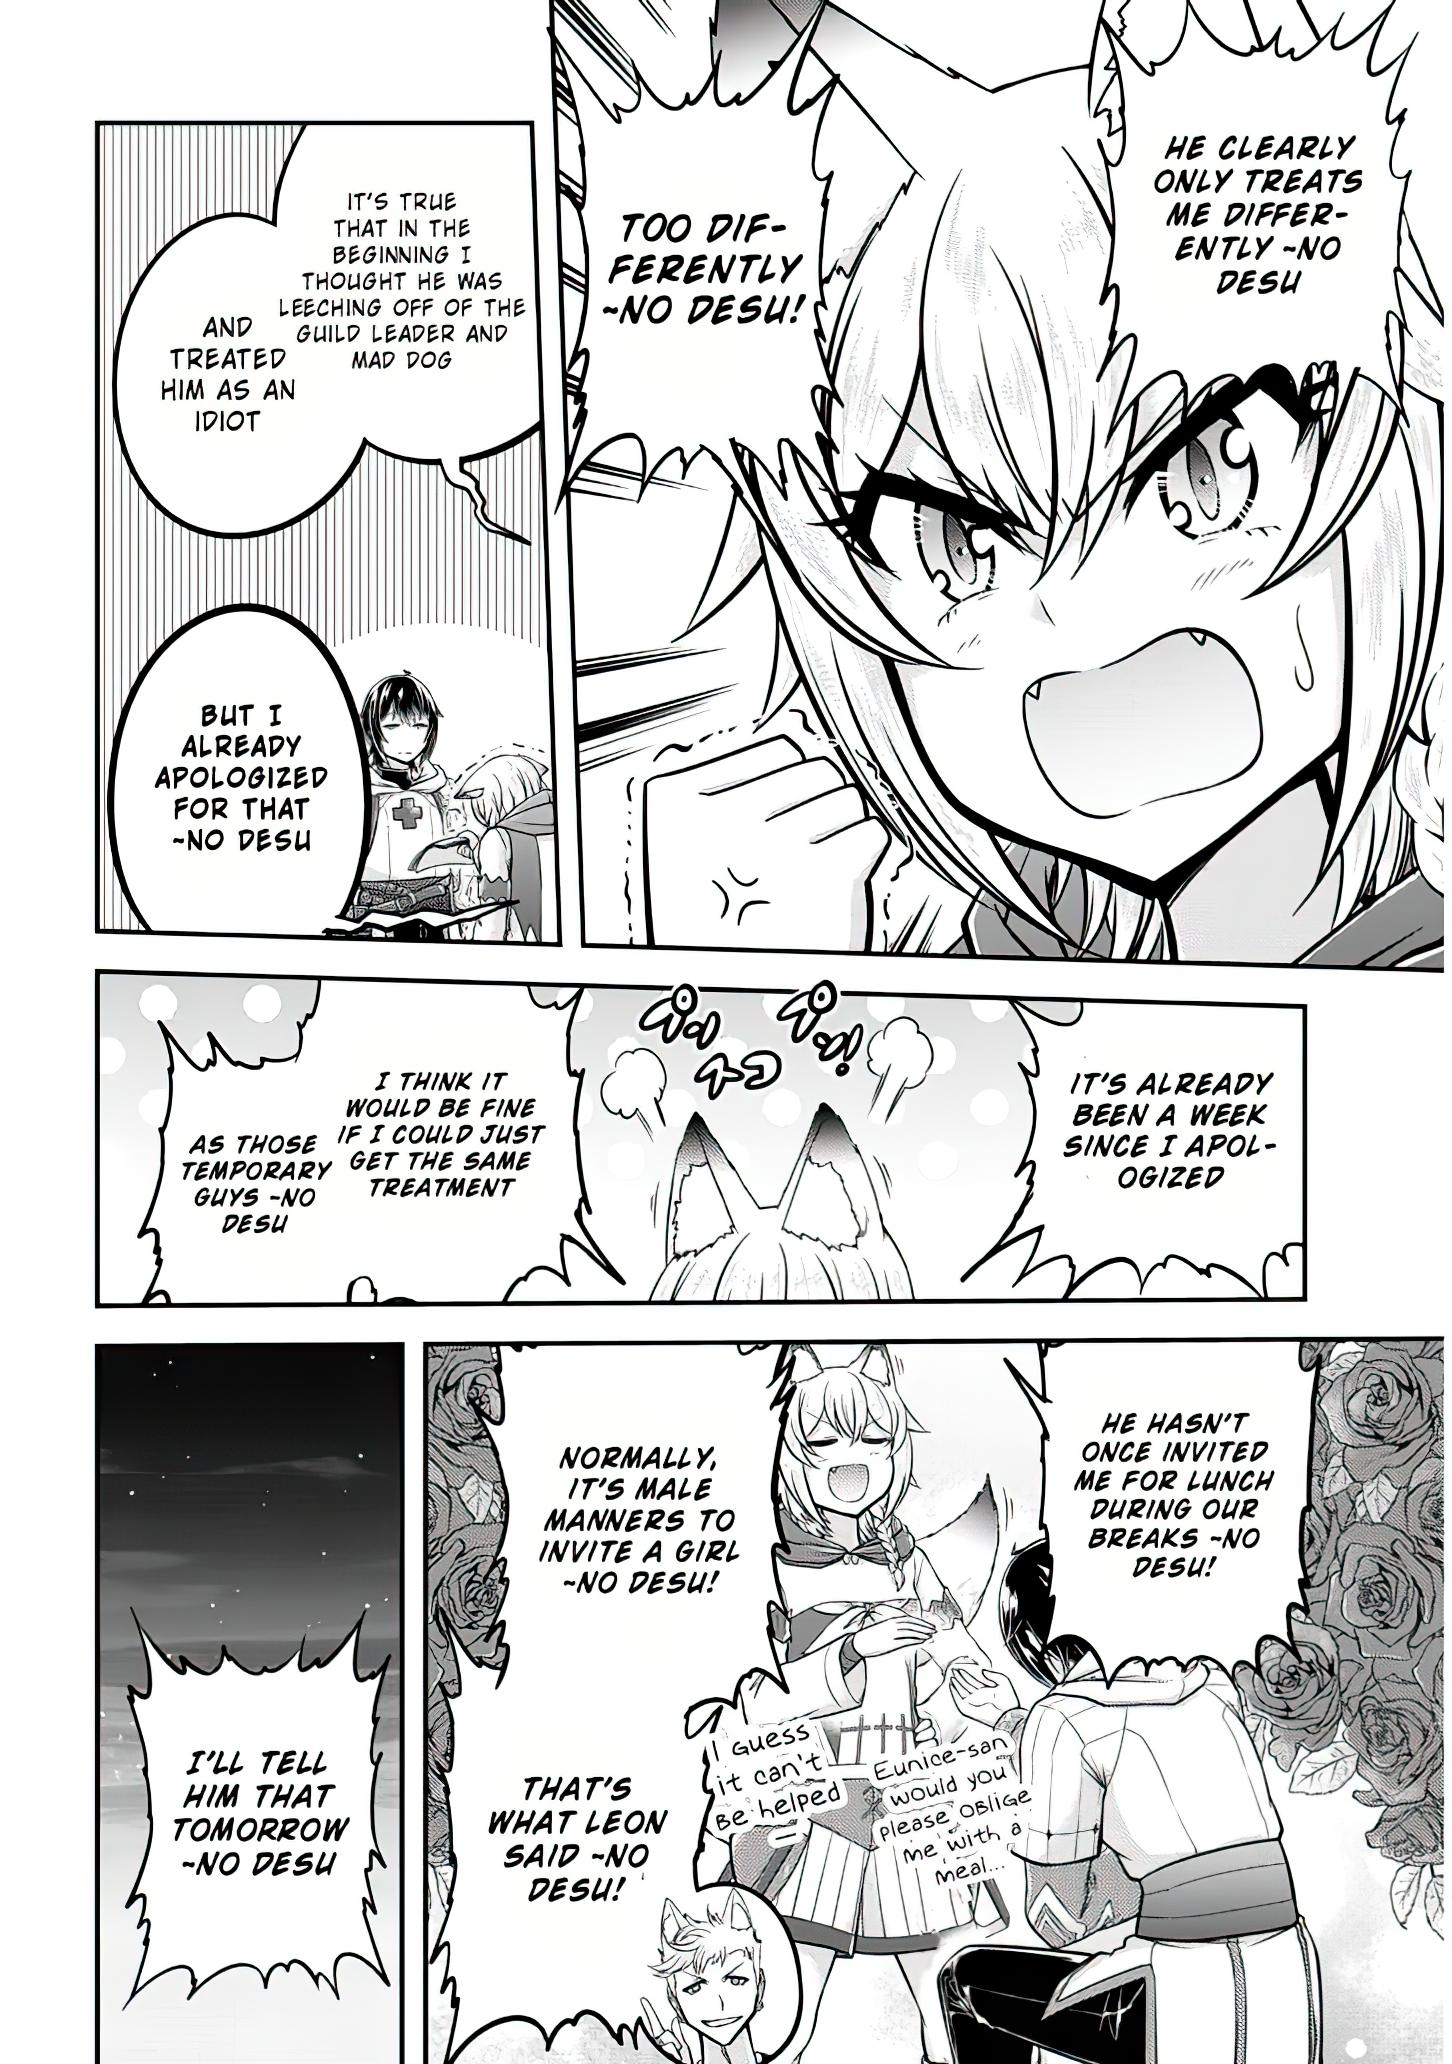 HE CLEARLY
ONLY TREATS
ME DIFFER-
ENTLY ~NO
DESU
TOO DIF-
FERENTLY
~NO DESU!
IT'S TRUE
THAT IN THE
BEGINNING I
THOUGHT HE WAS
LEECHING OFF OF THE
GUILD LEADER AND
MAD DOG
AND
TREATED
HIM AS AN
IDIOT
BUT I
ALREADY
APOLOGIZED
FOR THAT
~NO DESU
IT'S ALREADY
BEEN A WEEK
SINCE I APOL-
OGIZED
I THINK IT
WOULD BE FINE
IF I COULD JUST
GET THE SAME
TREATMENT
AS THOSE
TEMPORARY
GUYS ~NO
DESU
HE HASN'T
ONCE INVITED
ME FOR LUNCH
DURING OUR
BREAKS ~NO
DESU!
NORMALLY,
IT'S MALE
MANNERS TO
INVITE A GIRL
~NO DESU!
Eunice-san
would you
please oblige
me with a
meal...
I Guess
it can't
Be helped
THAT'S
WHAT LEON
SAID ~NO
DESU!
I'LL TELL
HIM THAT
TOMORROW
~NO DESU